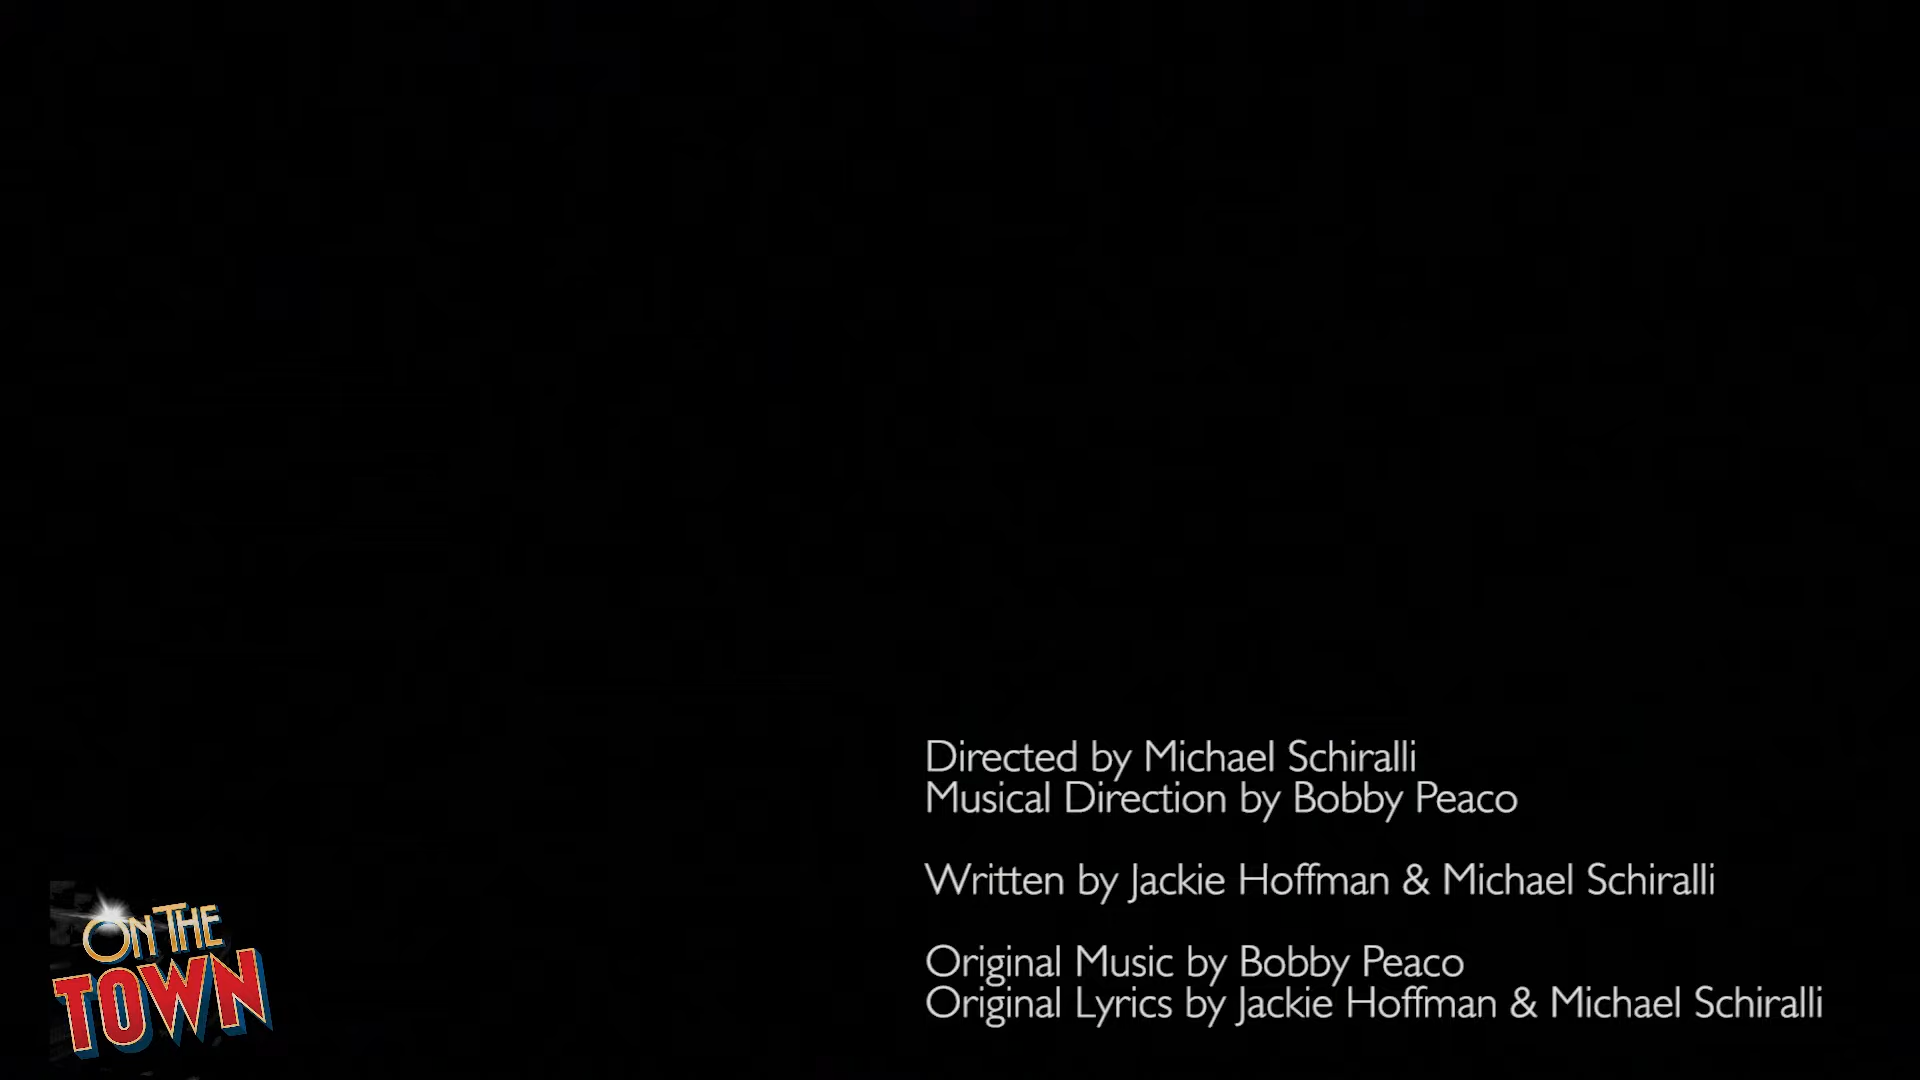 Directed by Michael Schiralli
Musical Direction by Bobby Peaco
Written by Jackie Hoffman & Michael Schiralli
Original Music by Bobby Peaco
Original Lyrics by Jackie Hoffman & Michael Schiralli
ON THE
TOWN